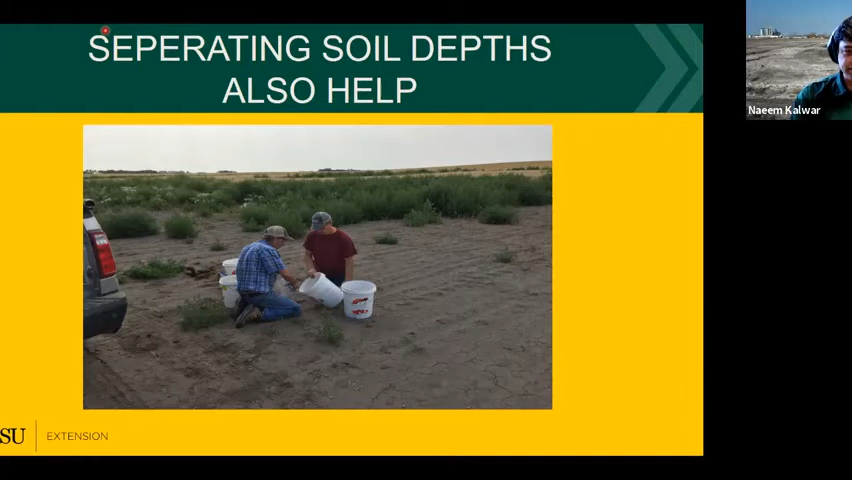 SEPERATING SOIL DEPTHS
ALSO HELP
Naeem Kalwar
SU
EXTENSION